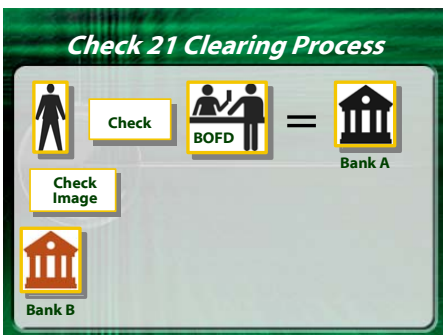 Check 21 Clearing Process
Check
BOFD
=
Bank A
Check
Image
Bank B